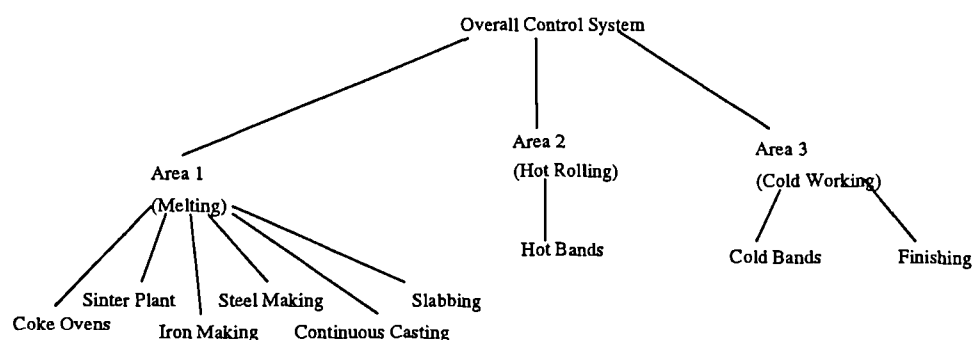 Overall Control System
Area 1
(Melting)
Area 2
(Hot Rolling)
Area 3
(Cold Working)
Coke Ovens
Sinter Plant
Iron Making
Steel Making
Continuous Casting
Slabbing
Hot Bands
Cold Bands
Finishing